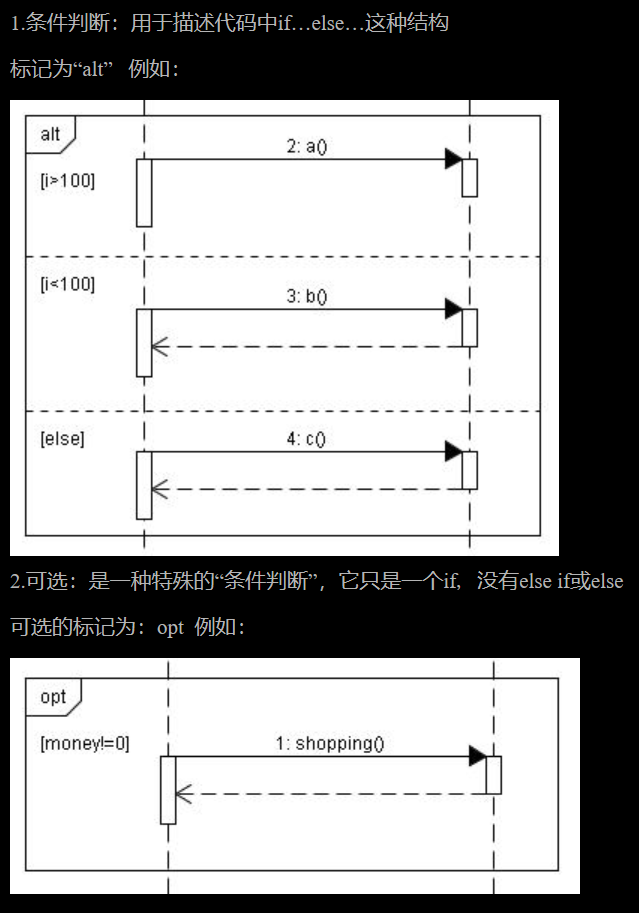 1.条件判断：用于描述代码中if…else…这种结构
标记为“alt”  例如：
alt
2: a()
[i>100]
[i<100]
3: b()
[else]
4: c()
2.可选：是一种特殊的“条件判断”，它只是一个if,  没有else if或else
可选的标记为：opt  例如：
opt
[money!=0]
1: shopping()